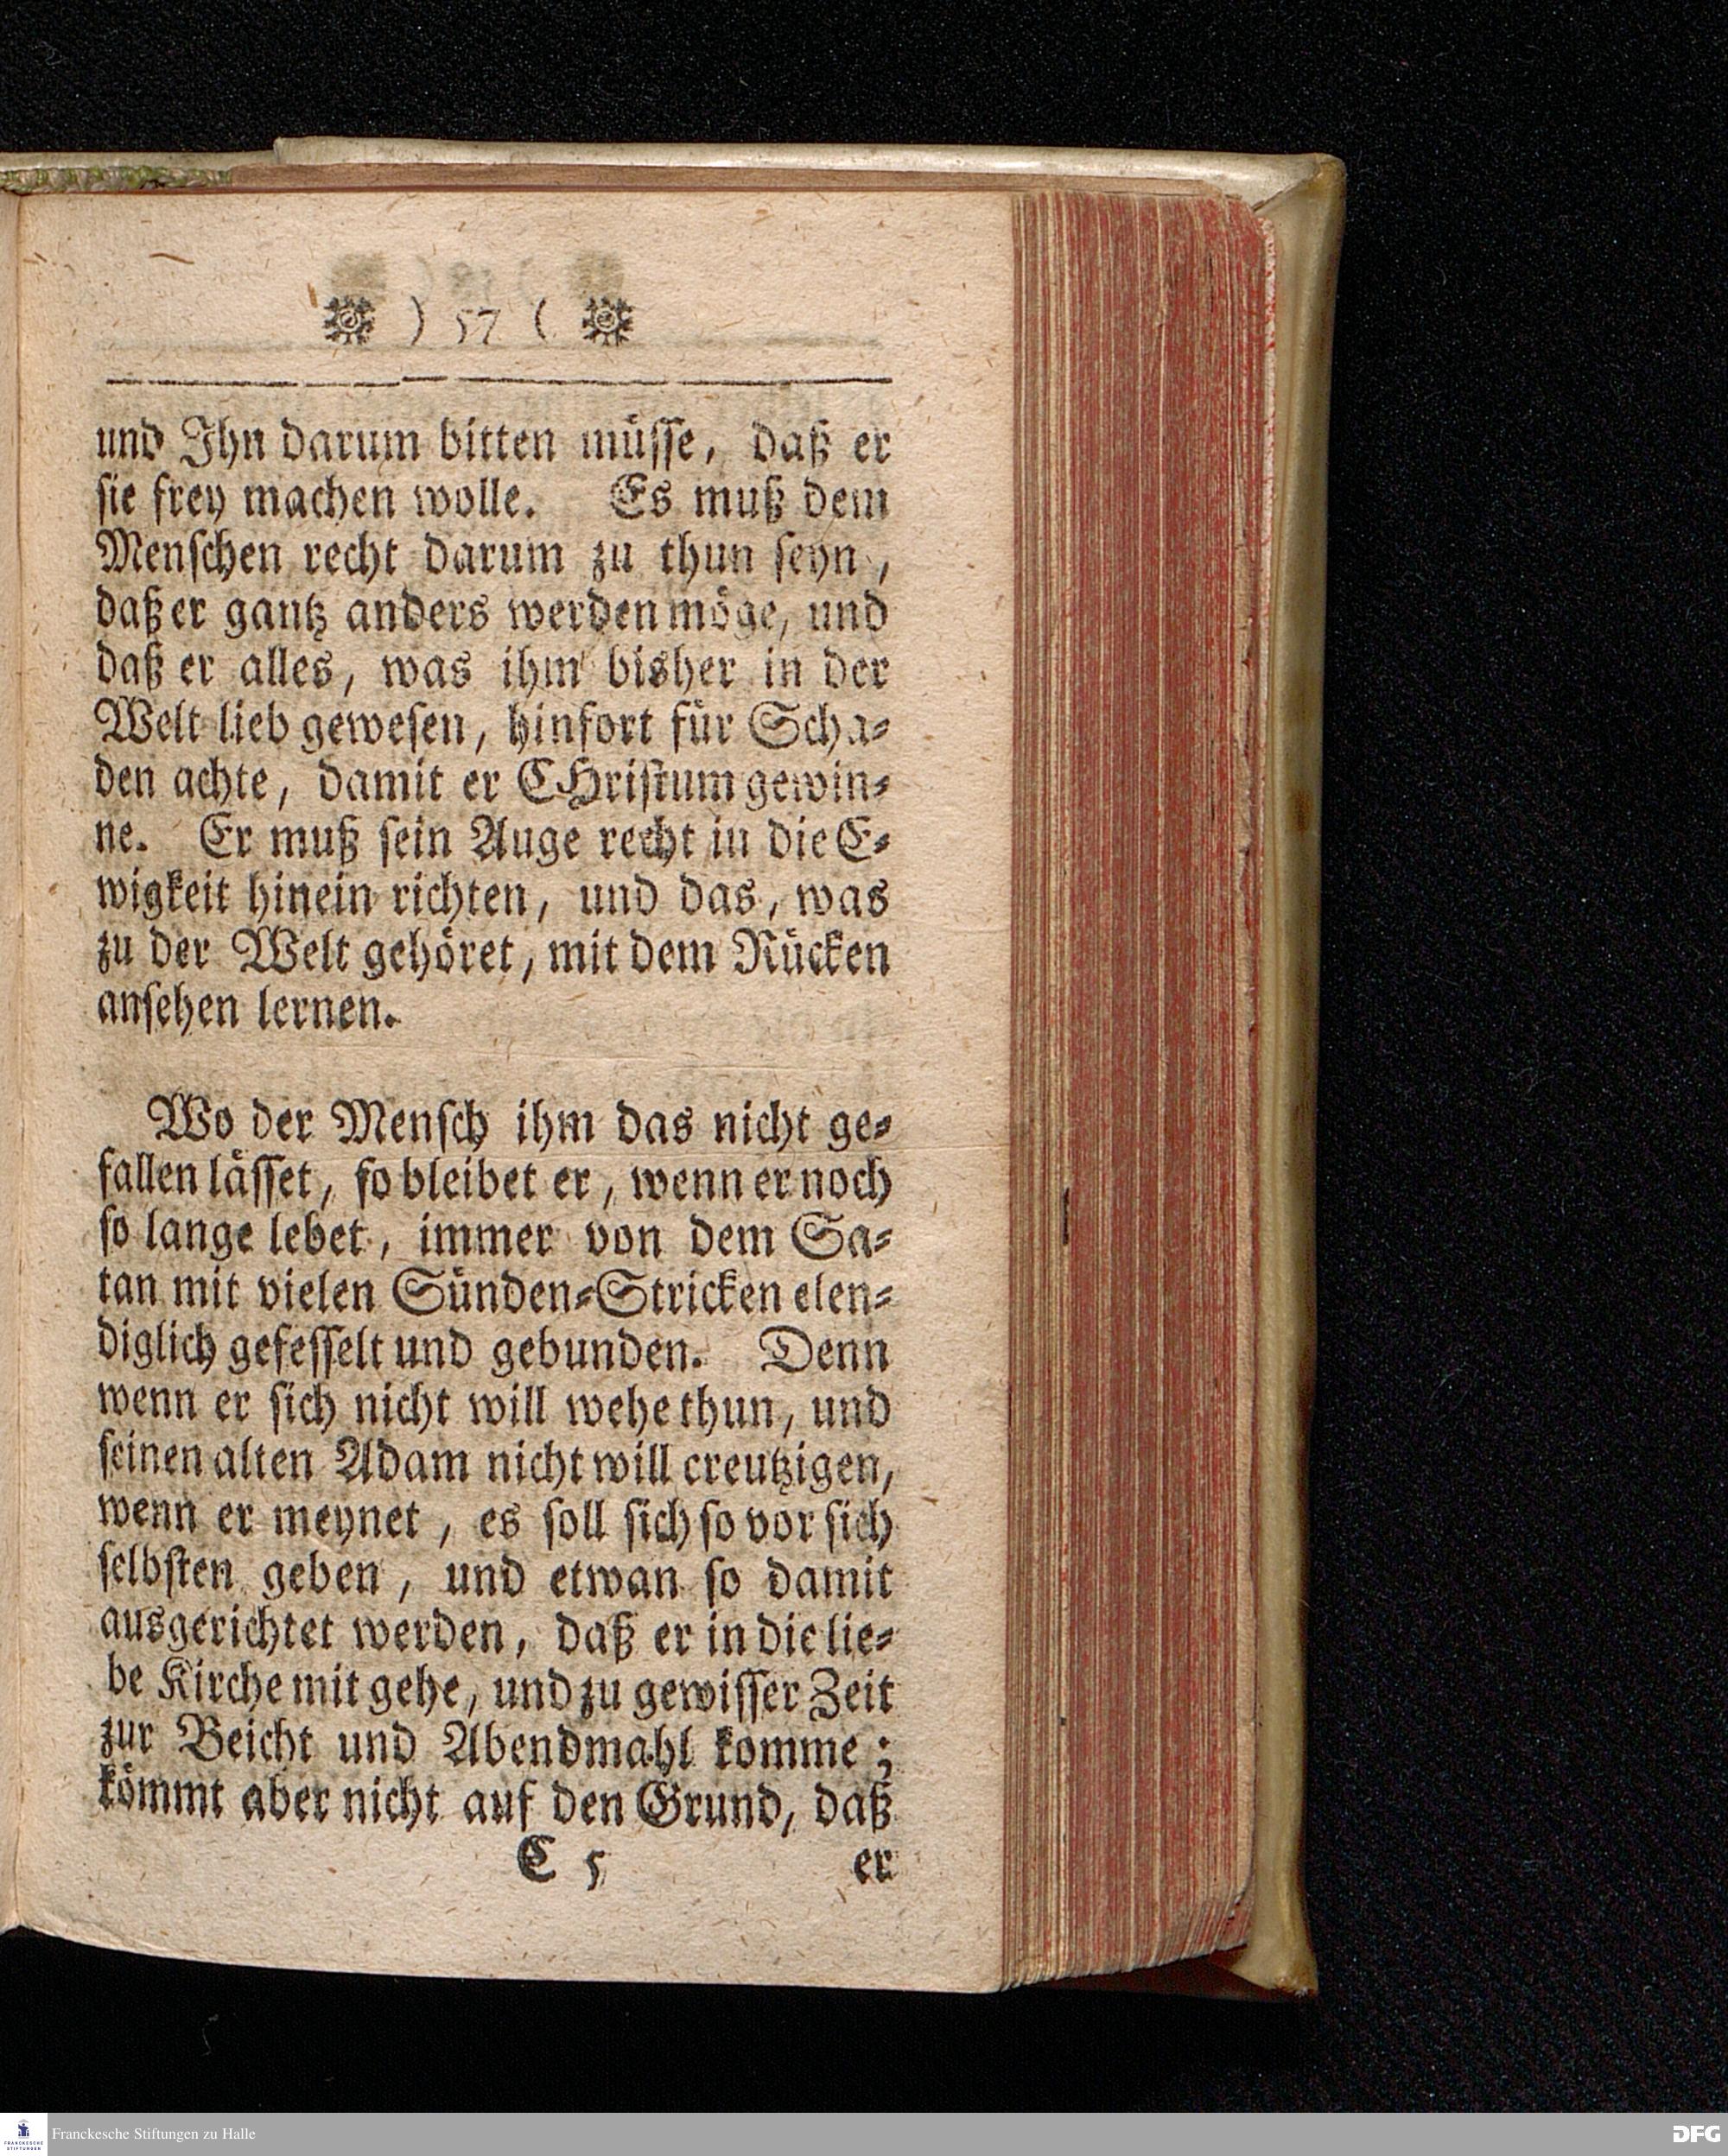 ) 57 (
und Ihn darum bitten müſſe, daß er
ſie frey machen wolle. Es muß dem
Menſchen recht darum zu thun ſeyn,
daß er gantz anders werden möge, und
daß er alles, was ihm bisher in der
Welt lieb geweſen, hinfort für Scha-
den achte, damit er CHriſtum gewin-
ne. Er muß ſein Auge recht in die E-
wigkeit hinein richten, und das, was
zu der Welt gehöret, mit dem Rücken
anſehen lernen.
Wo der Menſch ihm das nicht ge-
fallen läſſet, ſo bleibet er, wenn er noch
ſo lange lebet, immer von dem Sa-
tan mit vielen Sünden-Stricken elen-
diglich gefeſſelt und gebunden. Denn
wenn er ſich nicht will wehe thun, und
ſeinen alten Adam nicht will creutzigen,
wenn er meynet, es ſoll ſich ſo vor ſich
ſelbſten geben, und etwan ſo damit
ausgerichtet werden, daß er in die lie-
be Kirche mit gehe, und zu gewiſſer Zeit
zur Beicht und Abendmahl komme;
kömmt aber nicht auf den Grund, daß
C 5 er
FRANCKESCHE STIFTUNGEN
Franckesche Stiftungen zu Halle
DFG